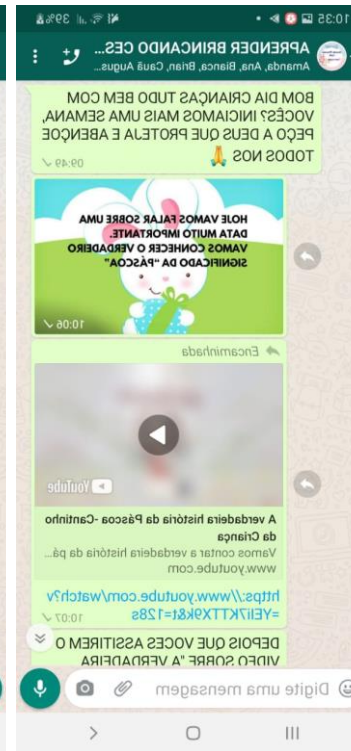 10:35
39%
APRENDER BRINCANDO CES...
Amanda, Ana, Bianca, Brian, Cauã Augus...
BOM DIA CRIANÇAS TUDO BEM COM
VOCÊS? INICIAMOS MAIS UMA SEMANA,
PEÇO A DEUS QUE PROTEJA E ABENÇOE
TODOS NOS 🙏
09:49
HOJE VAMOS FALAR SOBRE UMA
DATA MUITO IMPORTANTE.
VAMOS CONHECER O VERDADEIRO
SIGNIFICADO DA "PÁSCOA"
10:06
Encaminhada
YouTube
A verdadeira história da Páscoa -Cantinho
da Criança
Vamos contar a verdadeira história da pá...
www.youtube.com
https://www.youtube.com/watch?v
=YEli7KTTX9k&t=128s
10:07
DEPOIS QUE VOCES ASSITIREM O
VIDEO SOBRE "A VERDADEIRA
Digite uma mensagem